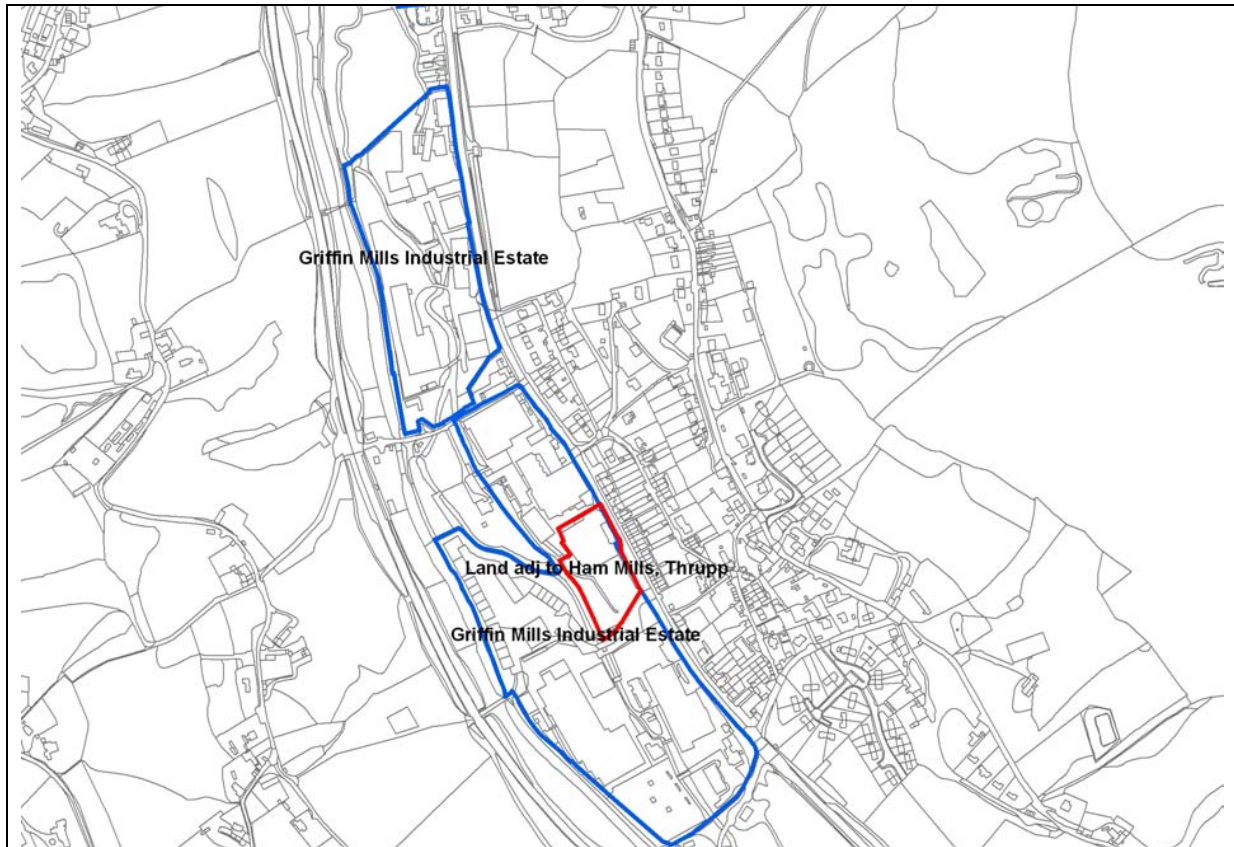 Griffin Mills Industrial Estate
Land adj to Ham Mills, Thrupp
Griffin Mills Industrial Estate